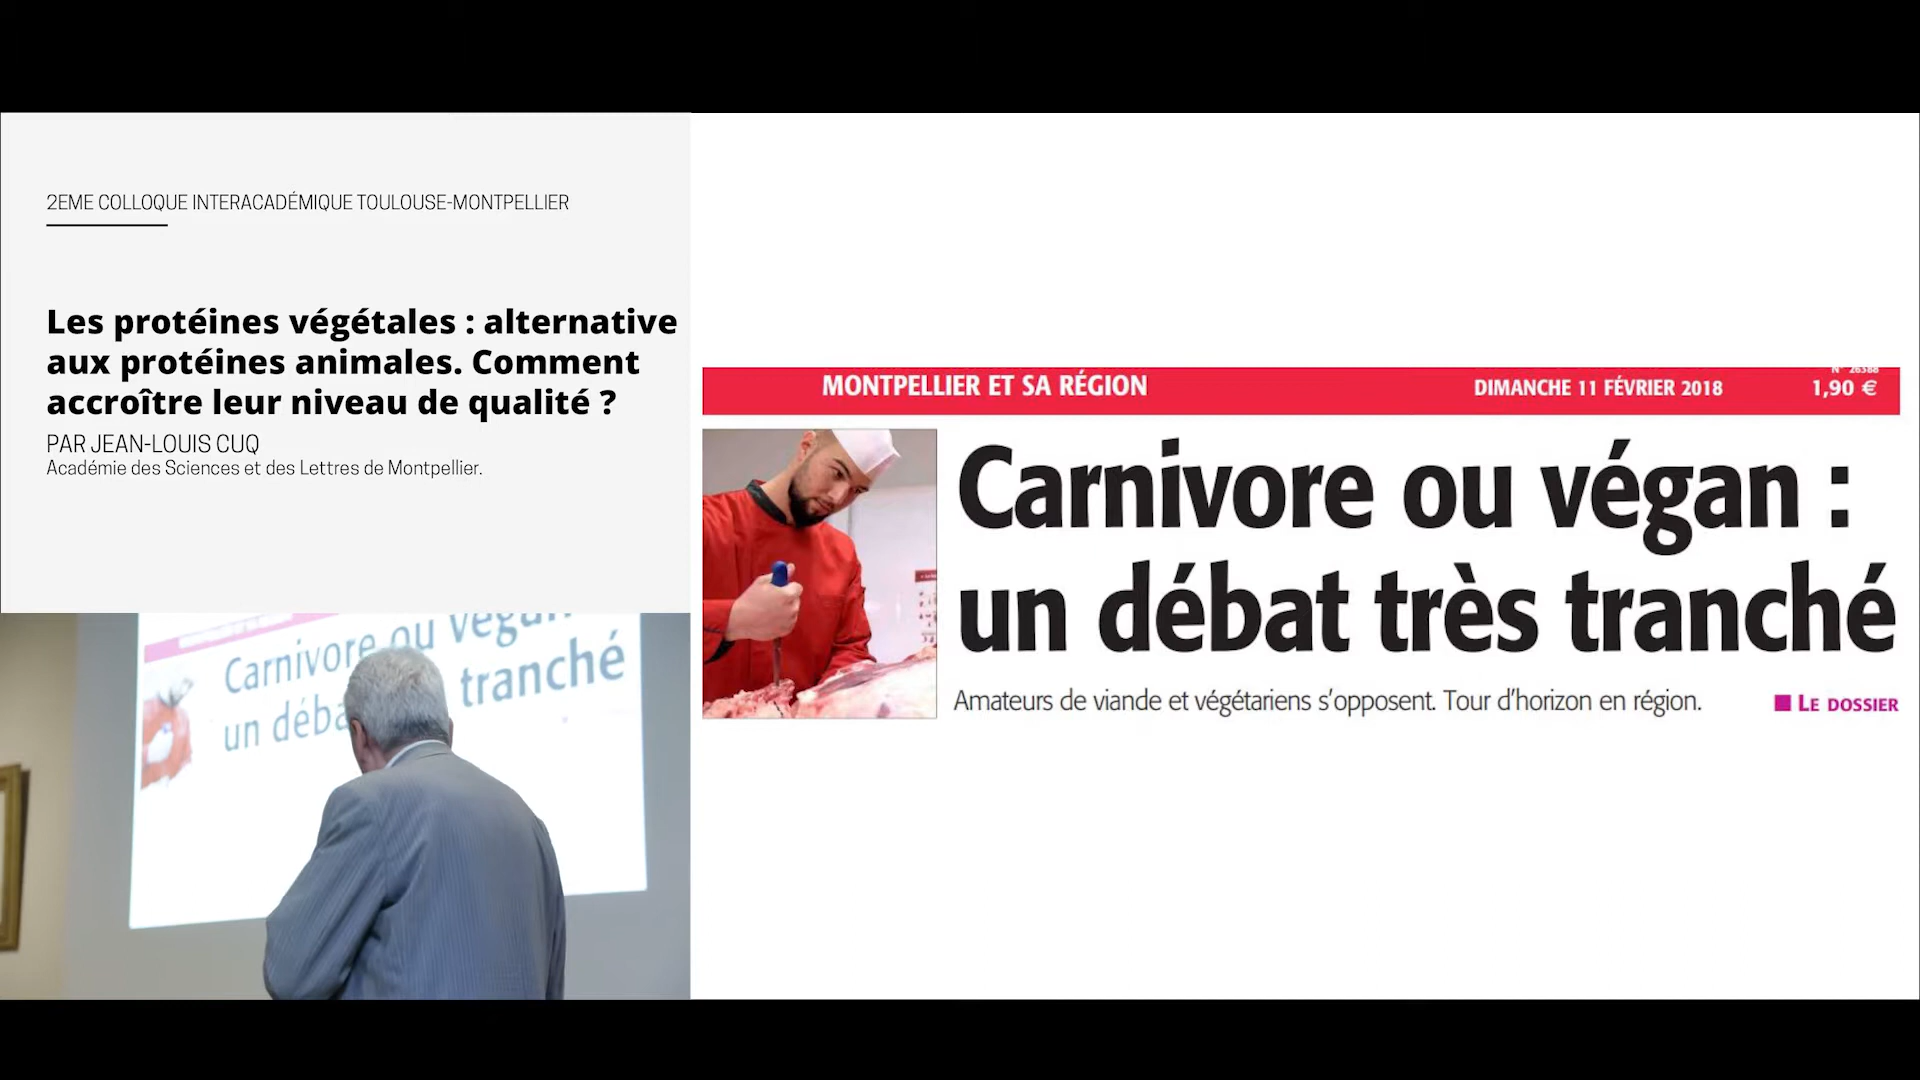 2EME COLLOQUE INTERACADÉMIQUE TOULOUSE-MONTPELLIER
Les protéines végétales : alternative
aux protéines animales. Comment
accroître leur niveau de qualité ?
PAR JEAN-LOUIS CUQ
Académie des Sciences et des Lettres de Montpellier.
Carnivore ou végan
un déba tranché
MONTPELLIER ET SA RÉGION
DIMANCHE 11 FÉVRIER 2018
N° 26388
1,90 €
Carnivore ou végan :
un débat très tranché
Amateurs de viande et végétariens s'opposent. Tour d'horizon en région.
LE DOSSIER